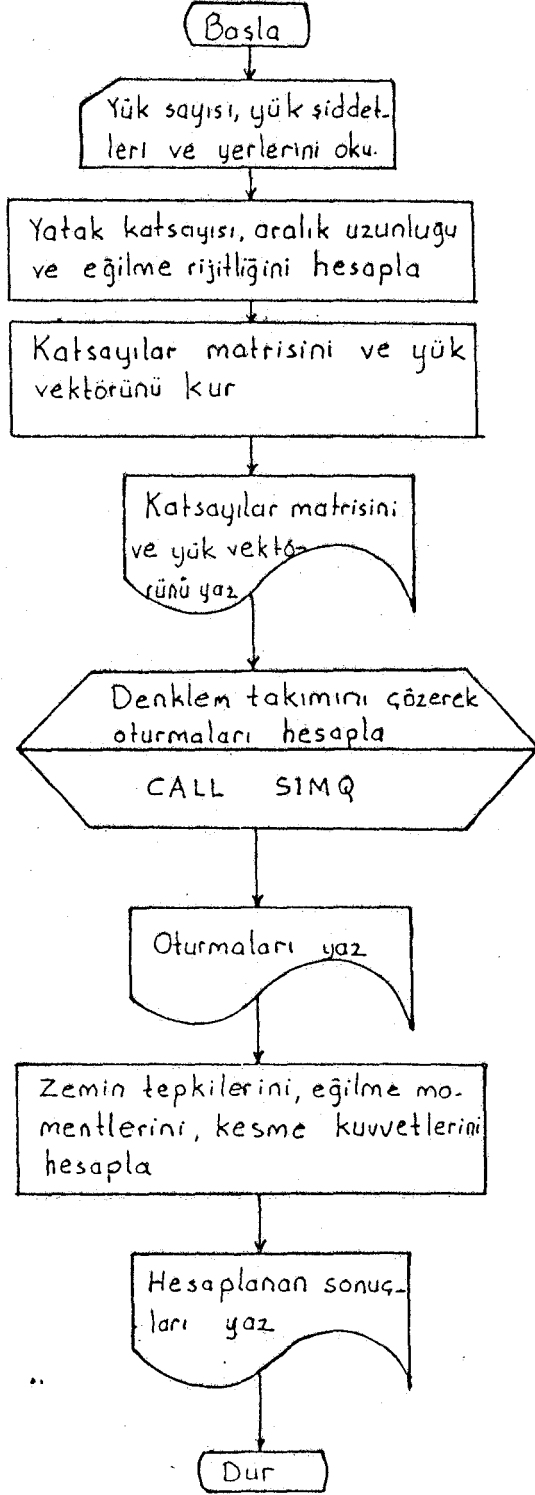 Başla
Yük sayısı, yük şiddet-
leri ve yerlerini oku.
Yatak katsayısı, aralık uzunluğu
ve eğilme rijitliğini hesapla
Katsayılar matrisini ve yük
vektörünü kur
Katsayılar matrisini
ve yük vektö-
rünü yaz
Denklem takımını çözerek
oturmaları hesapla
CALL SIMQ
Oturmaları yaz
Zemin tepkilerini, eğilme mo-
mentlerini, kesme kuvvetlerini
hesapla
Hesaplanan sonuç-
ları yaz
Dur